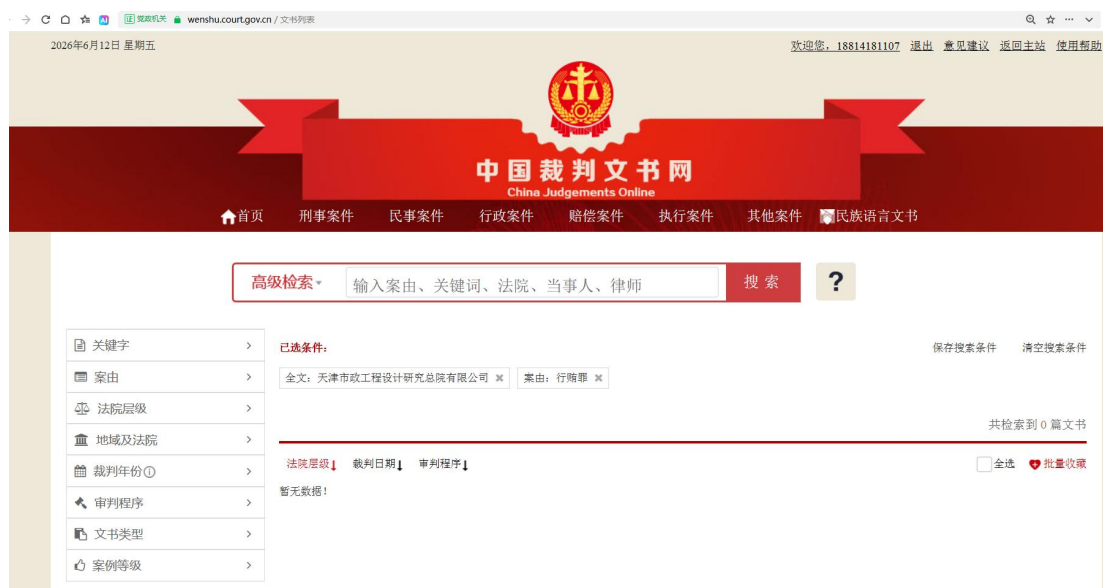 证 党政机关 wenshu.court.gov.cn / 文书列表
2026年6月12日 星期五 欢迎您，18814181107 退出 意见建议 返回主站 使用帮助
中国裁判文书网
China Judgements Online
首页 刑事案件 民事案件 行政案件 赔偿案件 执行案件 其他案件 民族语言文书
高级检索 输入案由、关键词、法院、当事人、律师 搜索 ?
关键字
已选条件： 保存搜索条件 清空搜索条件
案由
全文：天津市政工程设计研究总院有限公司 案由：行贿罪
法院层级
共检索到 0 篇文书
地域及法院
法院层级 裁判日期 审判程序 全选 批量收藏
裁判年份
暂无数据！
审判程序
文书类型
案例等级